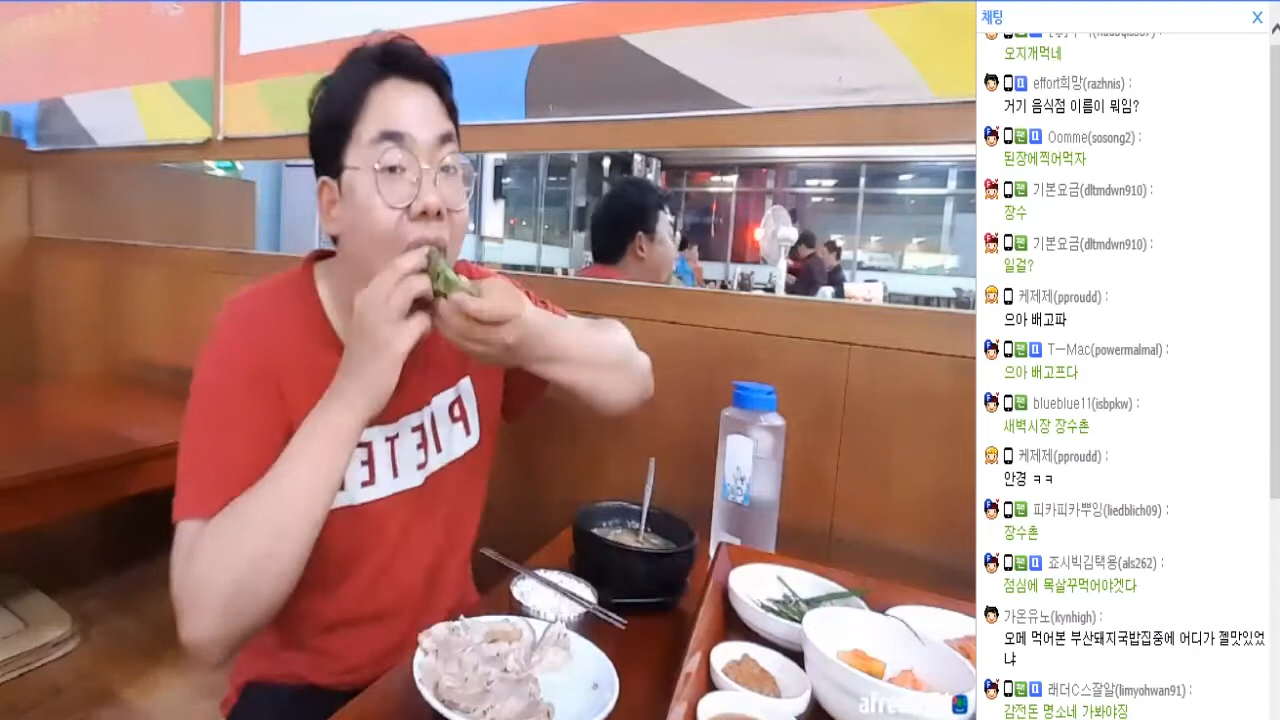 채팅
X
오지개먹네
effort희망(razhnis) :
거기 음식점 이름이 뭐임?
Oomme(sosong2) :
된장에찍어먹자
기본요금(dltmdwn910) :
장수
기본요금(dltmdwn910) :
일걸?
케제제(pproudd) :
으아 배고파
T-Mac(powermalmal) :
으아 배고프다
blueblue11(isbpkw) :
새벽시장 장수촌
케제제(pproudd) :
안경 ㅋㅋ
피카피카뿌잉(liedblich09) :
장수촌
죠시빅김택용(als262) :
점심에 목살꾸먹어야겟다
가온유노(kynhigh) :
오메 먹어본 부산돼지국밥집중에 어디가 젤맛있었
냐
래더C스잘알(limyohwan91) :
감전돈 명소네 가봐야징
PIETE